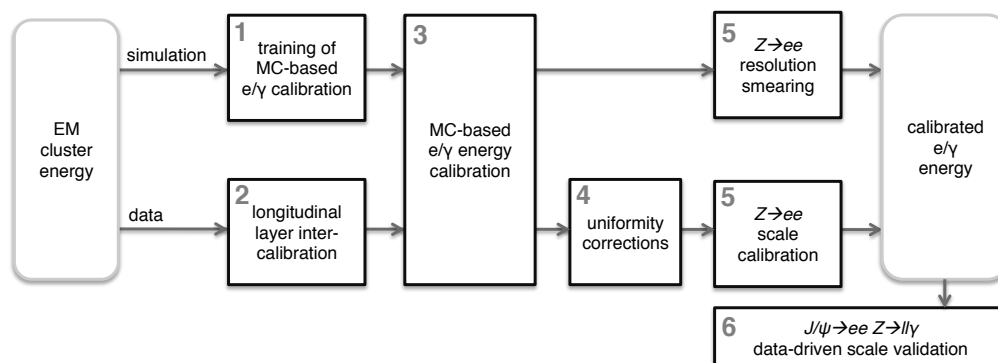 EM
cluster
energy
simulation
data
1
training of
MC-based
e/γ calibration
2
longitudinal
layer inter-
calibration
3
MC-based
e/γ energy
calibration
4
uniformity
corrections
5
Z→ee
resolution
smearing
5
Z→ee
scale
calibration
calibrated
e/γ
energy
6
J/ψ→ee Z→llγ
data-driven scale validation